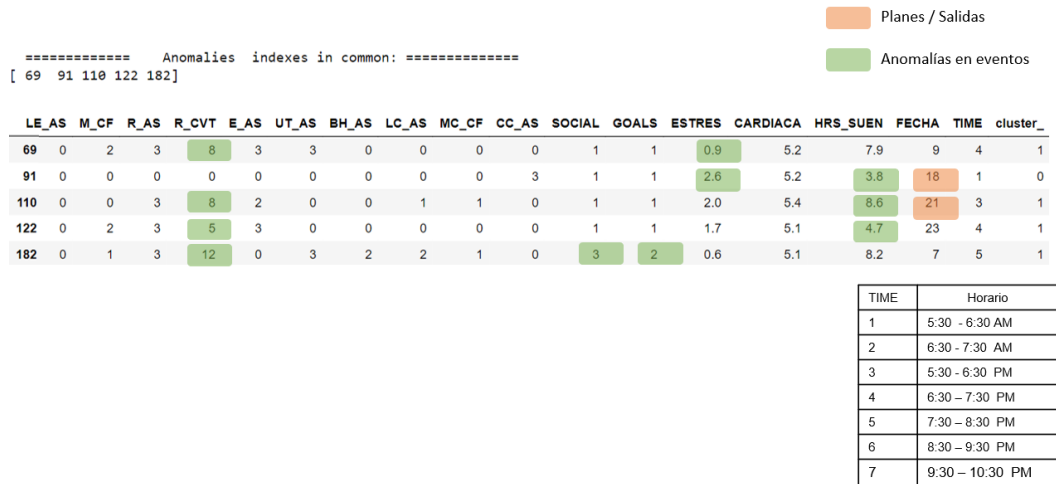 Planes / Salidas
============= Anomalies indexes in common: ==============
Anomalías en eventos
[ 69 91 110 122 182]
LE_AS M_CF R_AS R_CVT E_AS UT_AS BH_AS LC_AS MC_CF CC_AS SOCIAL GOALS ESTRES CARDIACA HRS_SUEN FECHA TIME cluster_
69 0 2 3 8 3 3 0 0 0 0 1 1 0.9 5.2 7.9 9 4 1
91 0 0 0 0 0 0 0 0 0 3 1 1 2.6 5.2 3.8 18 1 0
110 0 0 3 8 2 0 0 1 1 0 1 1 2.0 5.4 8.6 21 3 1
122 0 2 3 5 3 0 0 0 0 0 1 1 1.7 5.1 4.7 23 4 1
182 0 1 3 12 0 3 2 2 1 0 3 2 0.6 5.1 8.2 7 5 1
TIME Horario
1 5:30 - 6:30 AM
2 6:30 - 7:30 AM
3 5:30 - 6:30 PM
4 6:30 – 7:30 PM
5 7:30 – 8:30 PM
6 8:30 – 9:30 PM
7 9:30 – 10:30 PM